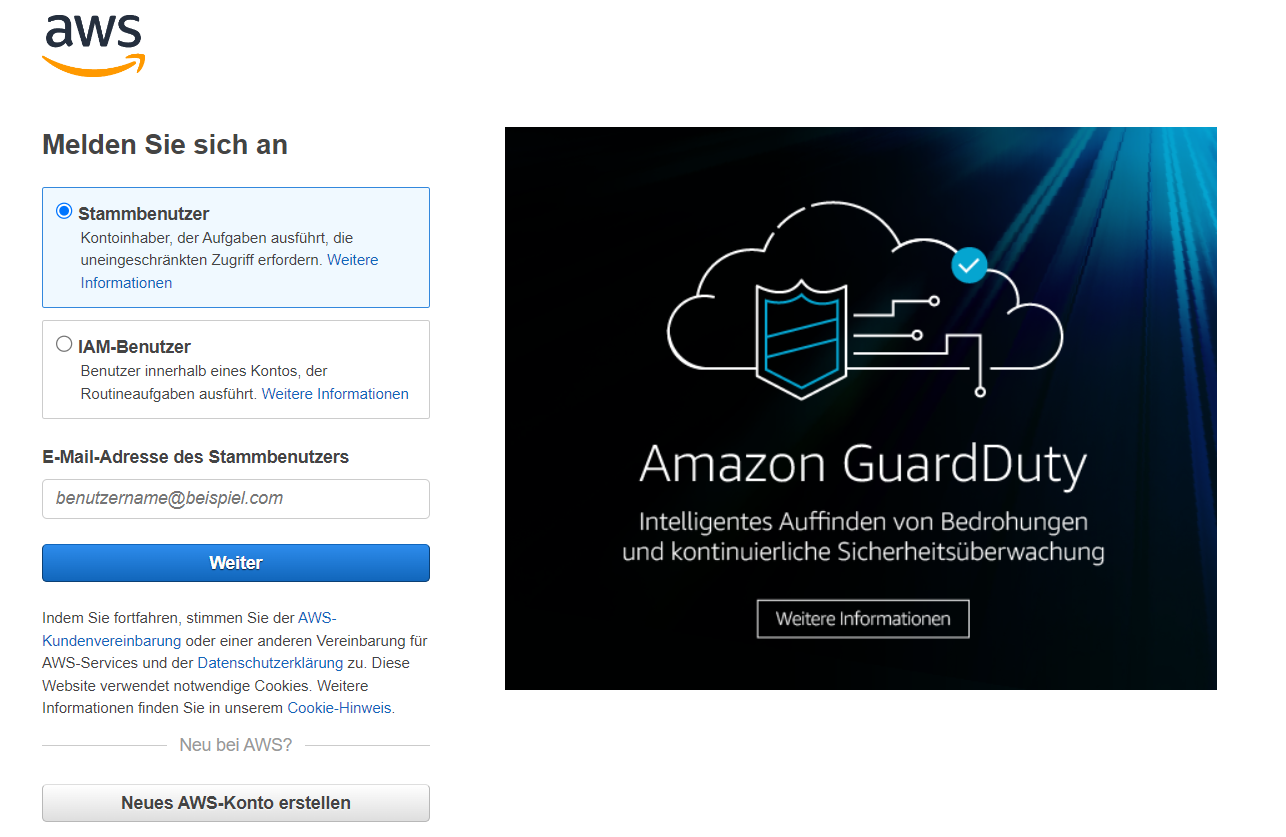 aws
Melden Sie sich an
Stammbenutzer
Kontoinhaber, der Aufgaben ausführt, die
uneingeschränkten Zugriff erfordern. Weitere
Informationen
IAM-Benutzer
Benutzer innerhalb eines Kontos, der
Routineaufgaben ausführt. Weitere Informationen
E-Mail-Adresse des Stammbenutzers
benutzername@beispiel.com
Weiter
Indem Sie fortfahren, stimmen Sie der AWS-
Kundenvereinbarung oder einer anderen Vereinbarung für
AWS-Services und der Datenschutzerklärung zu. Diese
Website verwendet notwendige Cookies. Weitere
Informationen finden Sie in unserem Cookie-Hinweis.
Neu bei AWS?
Neues AWS-Konto erstellen
Amazon GuardDuty
Intelligentes Auffinden von Bedrohungen
und kontinuierliche Sicherheitsüberwachung
Weitere Informationen